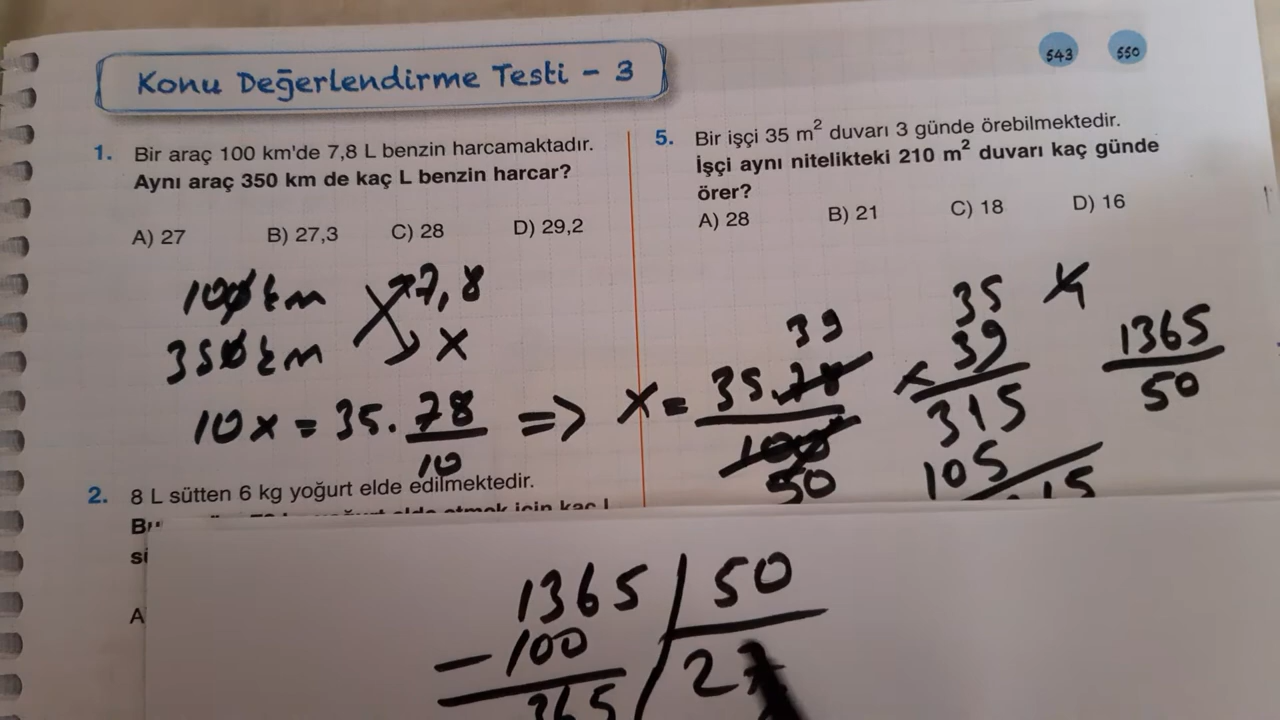 Konu Değerlendirme Testi - 3
543 550
1. Bir araç 100 km'de 7,8 L benzin harcamaktadır.
Aynı araç 350 km de kaç L benzin harcar?
A) 27 B) 27,3 C) 28 D) 29,2
100 km 7,8
350 km x
10x = 35. 78/10 => x = 35.78/100
39
50
2. 8 L sütten 6 kg yoğurt elde edilmektedir.
A
5. Bir işçi 35 m² duvarı 3 günde örebilmektedir.
İşçi aynı nitelikteki 210 m² duvarı kaç günde
örer?
A) 28 B) 21 C) 18 D) 16
35
x 39
315
105
1365
50
1365 50
- 100 2
365